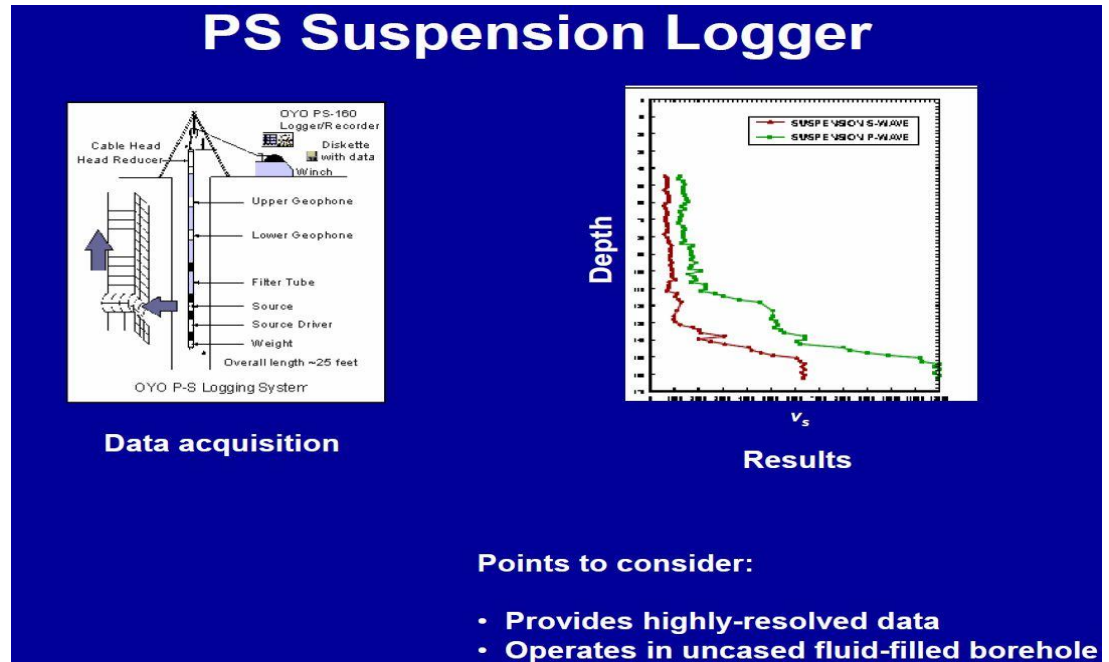 PS Suspension Logger
OYO PS-160
Logger/Recorder
Diskette
with data
Winch
Cable Head
Head Reducer
Upper Geophone
Lower Geophone
Filter Tube
Source
Source Driver
Weight
Overall length ~25 feet
OYO P-S Logging System
Data acquisition
SUSPENSION S-WAVE
SUSPENSION P-WAVE
Depth
Vs
Results
Points to consider:
• Provides highly-resolved data
• Operates in uncased fluid-filled borehole